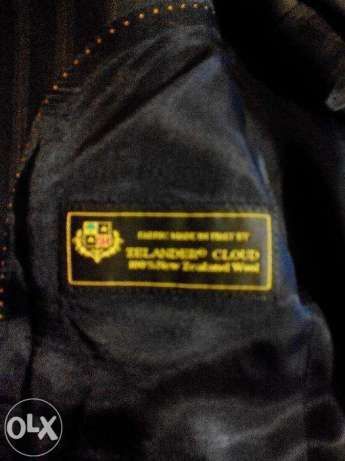 FABRIC MADE IN ITALY BY
ZELANDER© CLOUD
100% New Zealand Wool
OLX